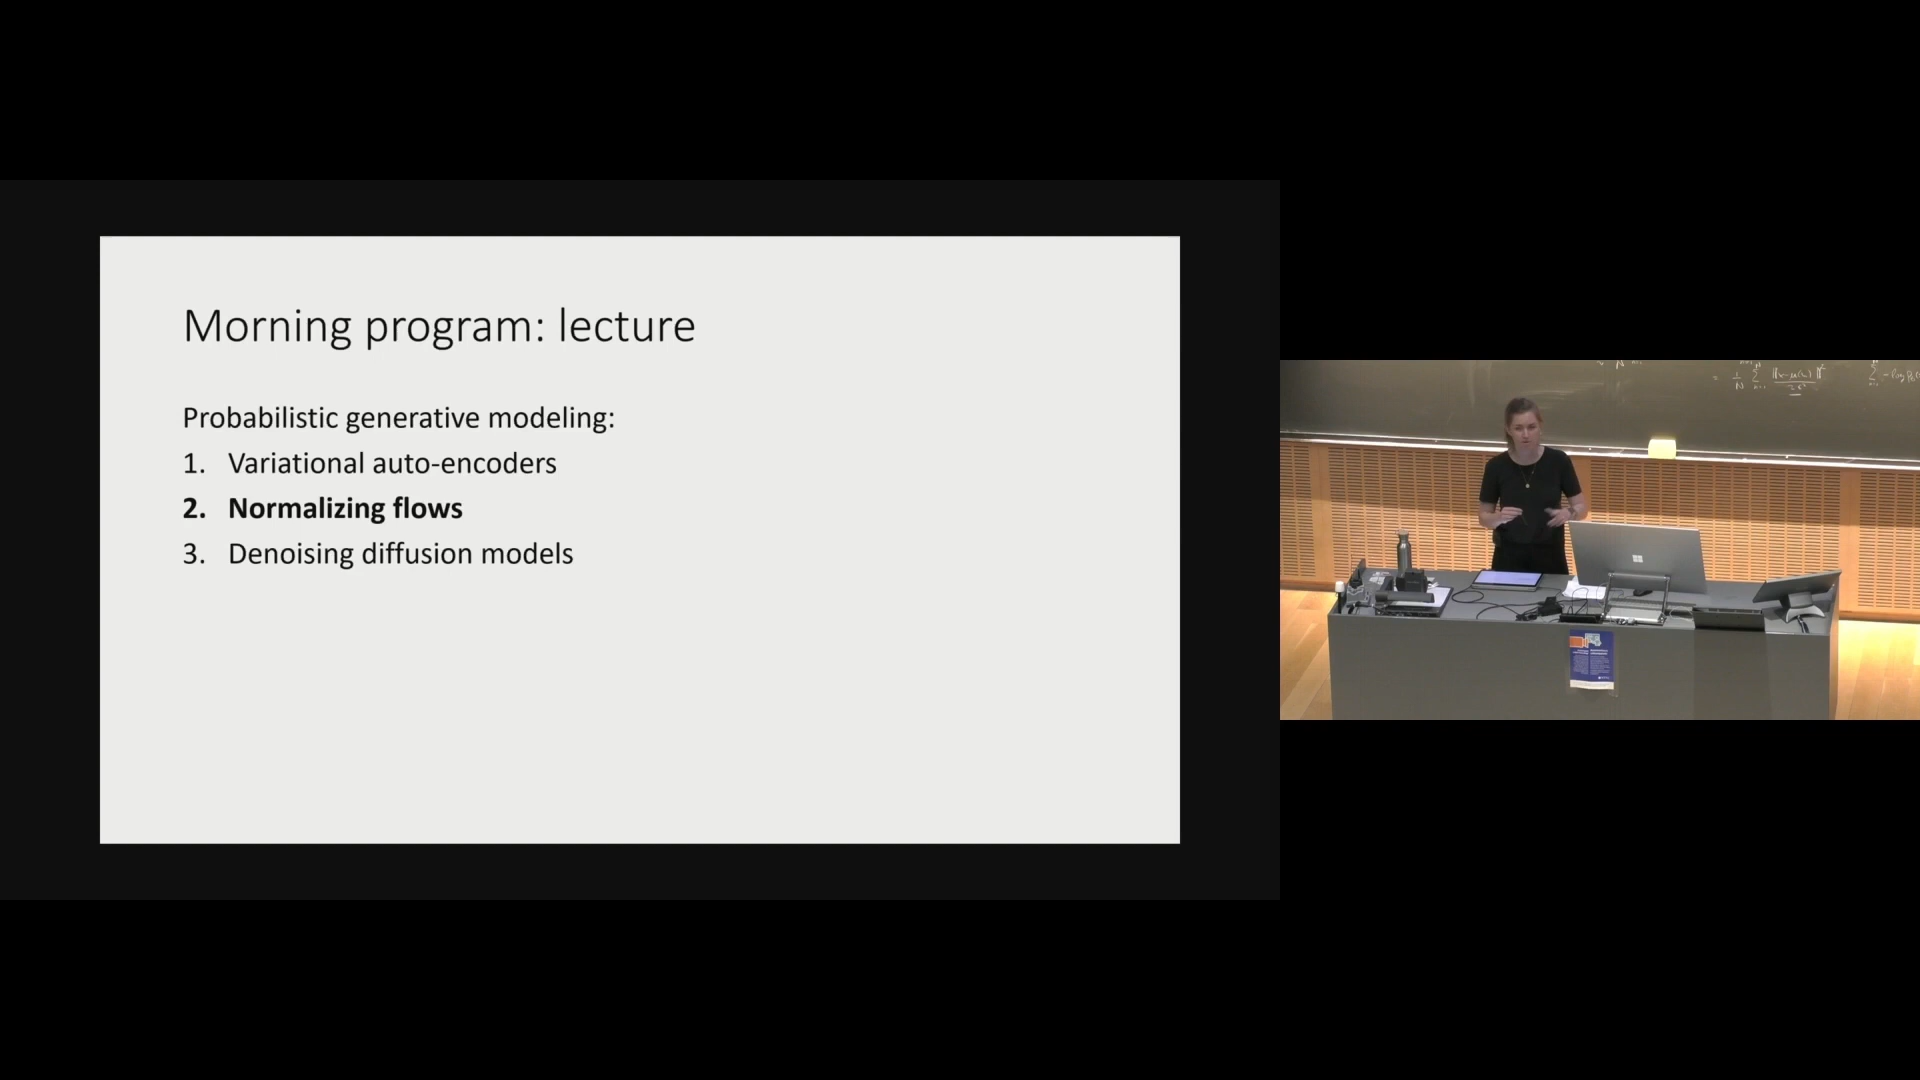 Morning program: lecture
Probabilistic generative modeling:
1. Variational auto-encoders
2. Normalizing flows
3. Denoising diffusion models